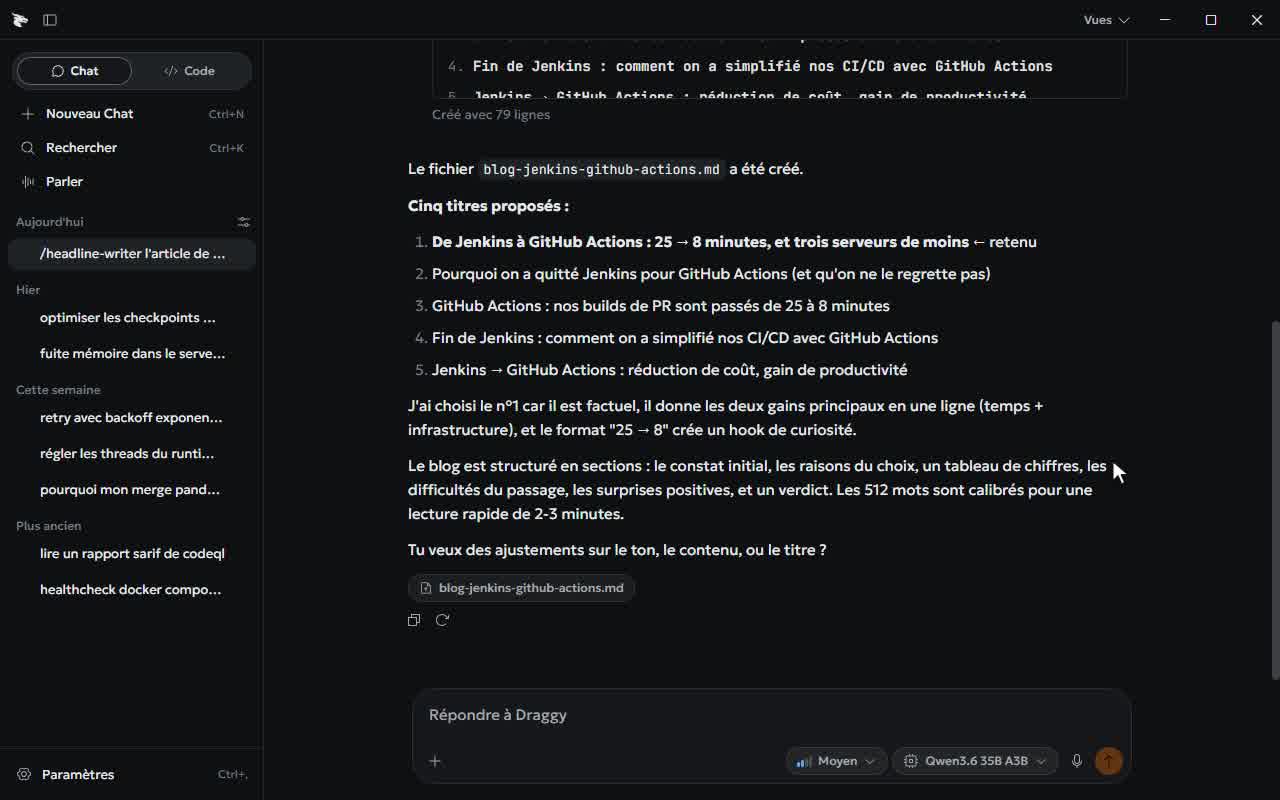 Vues
Chat
Code
Nouveau Chat Ctrl+N
Rechercher Ctrl+K
Parler
Aujourd'hui
/headline-writer l'article de ...
Hier
optimiser les checkpoints ...
fuite mémoire dans le serve...
Cette semaine
retry avec backoff exponen...
régler les threads du runti...
pourquoi mon merge pand...
Plus ancien
lire un rapport sarif de codeql
healthcheck docker compo...
Paramètres Ctrl+,
4. Fin de Jenkins : comment on a simplifié nos CI/CD avec GitHub Actions
5. Jenkins → GitHub Actions : réduction de coût, gain de productivité
Créé avec 79 lignes
Le fichier blog-jenkins-github-actions.md a été créé.
Cinq titres proposés :
1. De Jenkins à GitHub Actions : 25 → 8 minutes, et trois serveurs de moins ← retenu
2. Pourquoi on a quitté Jenkins pour GitHub Actions (et qu'on ne le regrette pas)
3. GitHub Actions : nos builds de PR sont passés de 25 à 8 minutes
4. Fin de Jenkins : comment on a simplifié nos CI/CD avec GitHub Actions
5. Jenkins → GitHub Actions : réduction de coût, gain de productivité
J'ai choisi le n°1 car il est factuel, il donne les deux gains principaux en une ligne (temps +
infrastructure), et le format "25 → 8" crée un hook de curiosité.
Le blog est structuré en sections : le constat initial, les raisons du choix, un tableau de chiffres, les
difficultés du passage, les surprises positives, et un verdict. Les 512 mots sont calibrés pour une
lecture rapide de 2-3 minutes.
Tu veux des ajustements sur le ton, le contenu, ou le titre ?
blog-jenkins-github-actions.md
Répondre à Draggy
Moyen
Qwen3.6 35B A3B